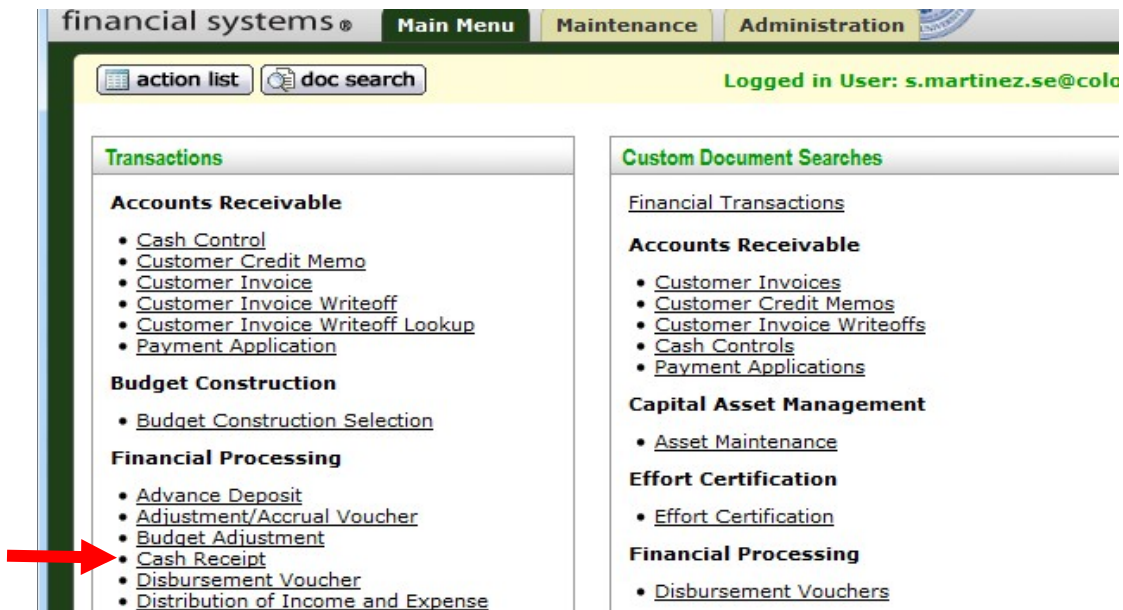 financial systems ®
Main Menu
Maintenance
Administration
action list
doc search
Logged in User: s.martinez.se@colo
Transactions
Accounts Receivable
• Cash Control
• Customer Credit Memo
• Customer Invoice
• Customer Invoice Writeoff
• Customer Invoice Writeoff Lookup
• Payment Application
Budget Construction
• Budget Construction Selection
Financial Processing
• Advance Deposit
• Adjustment/Accrual Voucher
• Budget Adjustment
• Cash Receipt
• Disbursement Voucher
• Distribution of Income and Expense
Custom Document Searches
Financial Transactions
Accounts Receivable
• Customer Invoices
• Customer Credit Memos
• Customer Invoice Writeoffs
• Cash Controls
• Payment Applications
Capital Asset Management
• Asset Maintenance
Effort Certification
• Effort Certification
Financial Processing
• Disbursement Vouchers